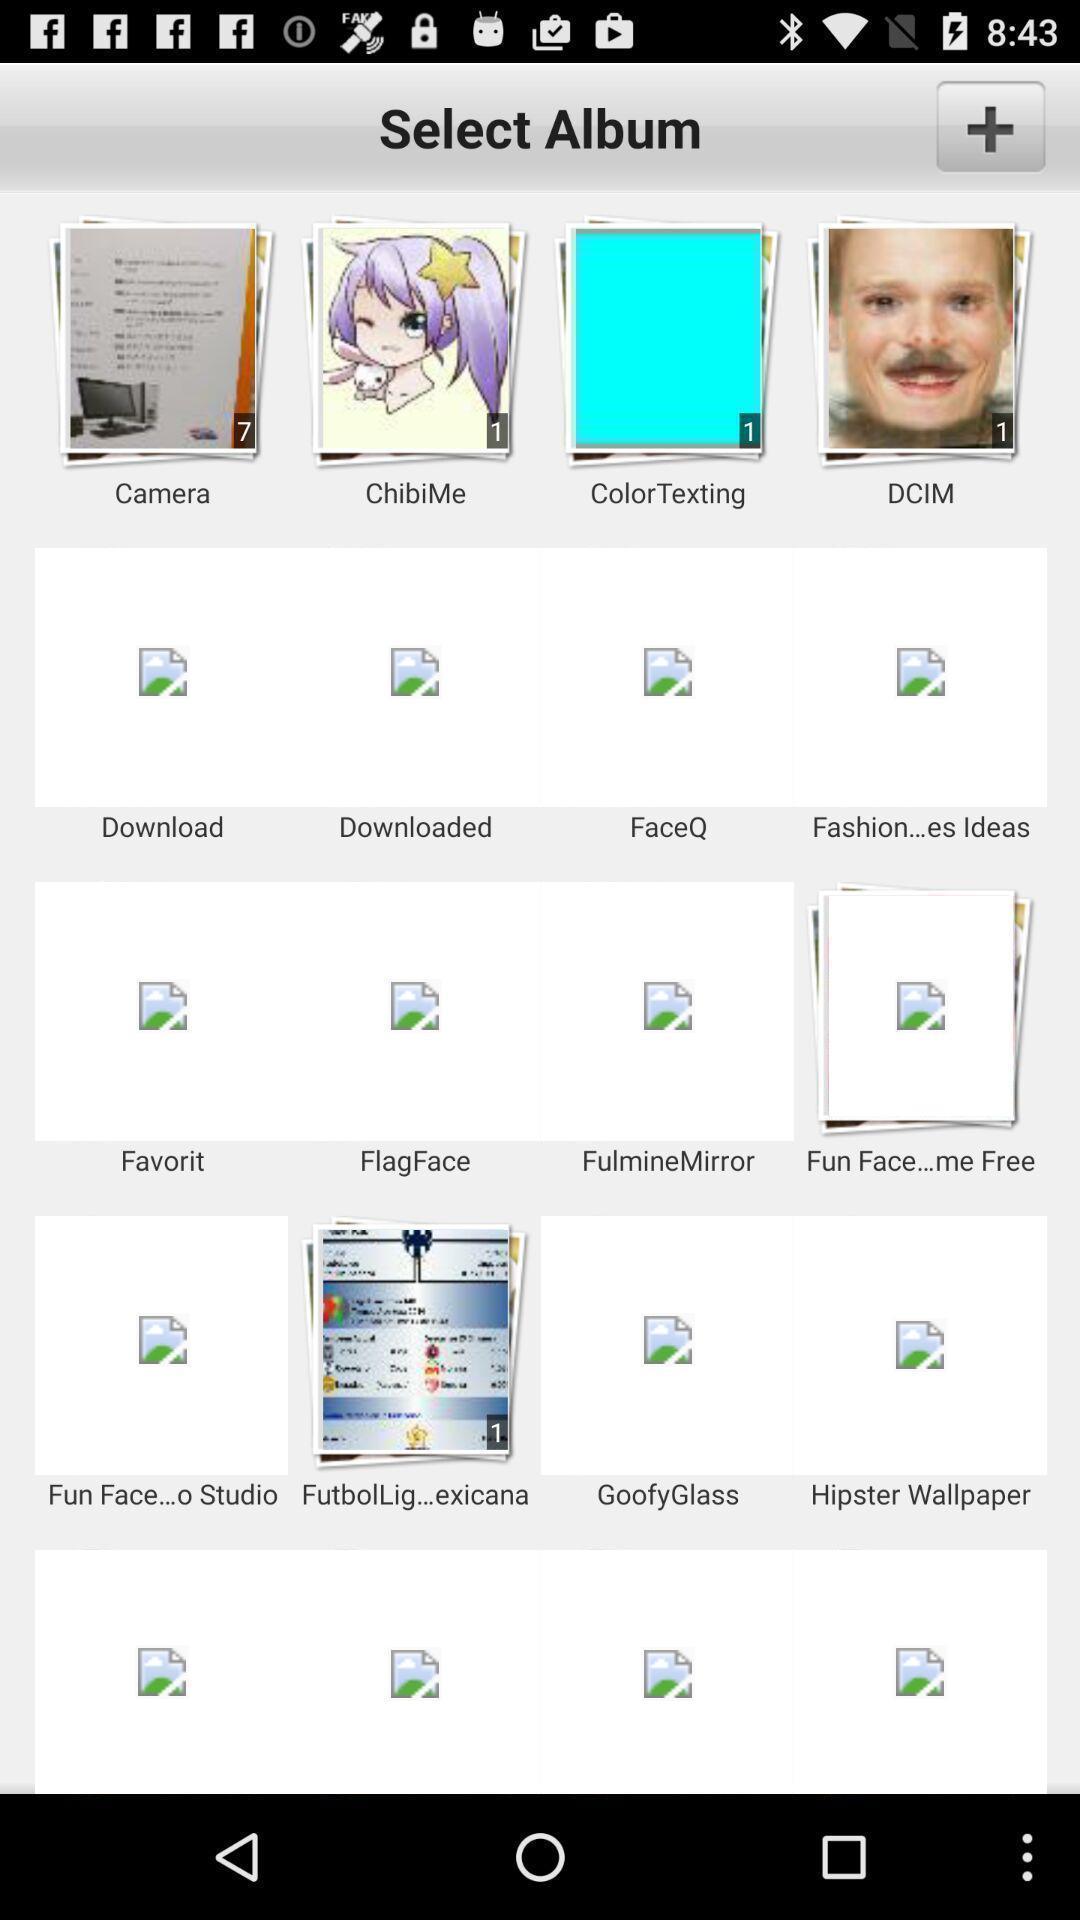 FAK
8:43
Select Album
7
1
1
1
Camera
ChibiMe
ColorTexting
DCIM
Download
Downloaded
FaceQ
Fashion...es Ideas
Favorit
FlagFace
FulmineMirror
Fun Face...me Free
1
Fun Face...o Studio
FutbolLig...exicana
GoofyGlass
Hipster Wallpaper